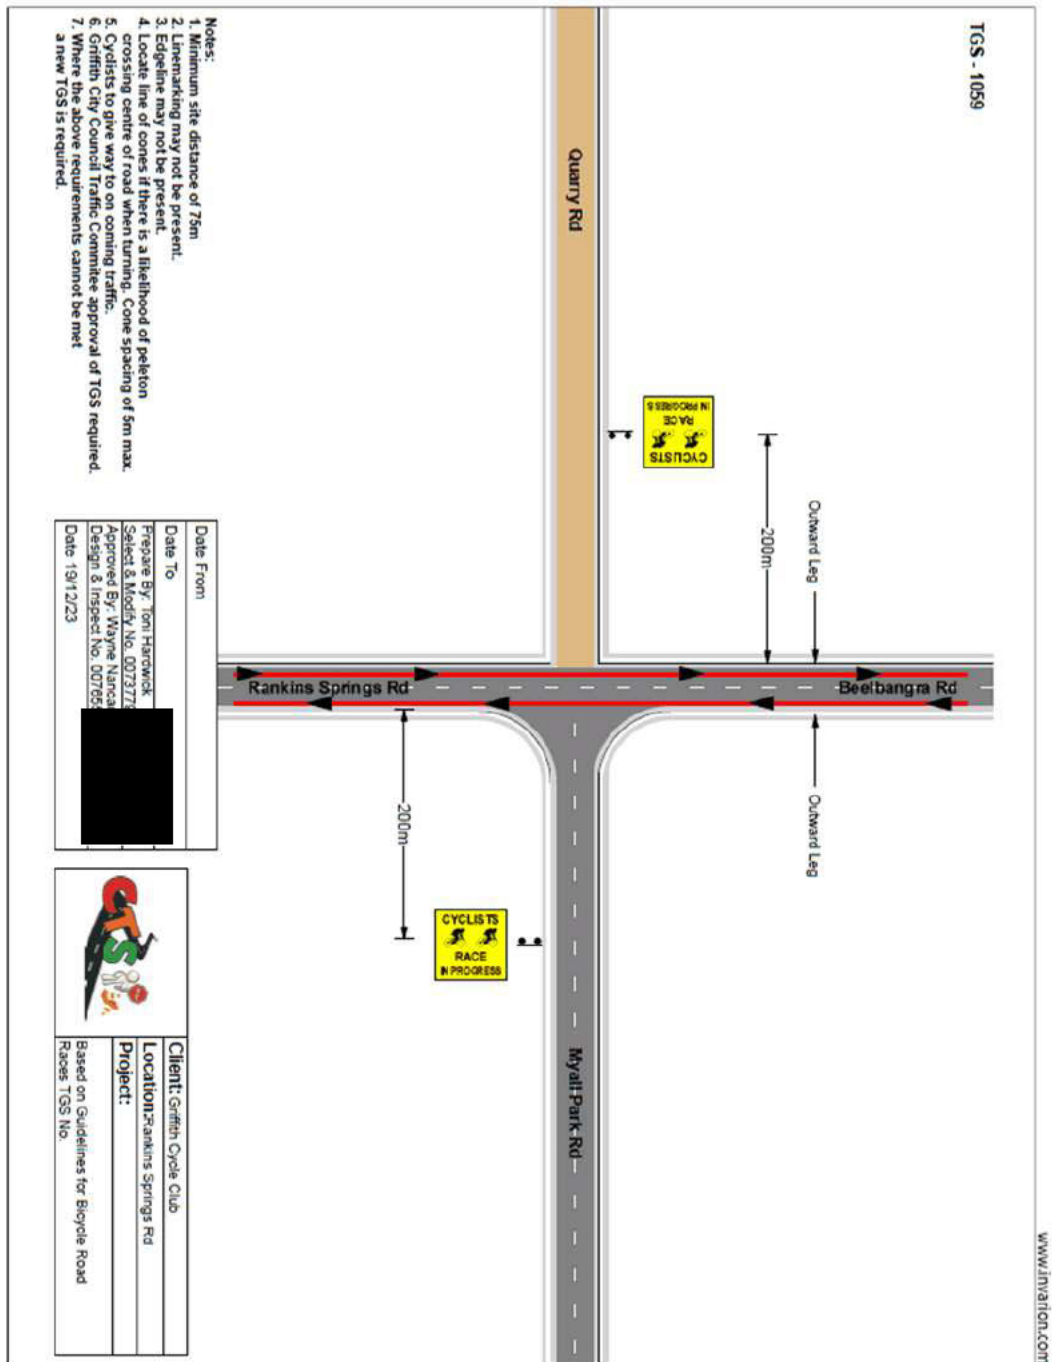 www.invarion.com
TGS - 1059
Quarry Rd
CYCLISTS
RACE
IN PROGRESS
200m
Outward Leg
Rankins Springs Rd
Beelbangra Rd
Outward Leg
200m
CYCLISTS
RACE
IN PROGRESS
Myall Park Rd
Notes:
1. Minimum site distance of 75m
2. Linemarking may not be present.
3. Edgeline may not be present.
4. Locate line of cones if there is a likelihood of peleton
crossing centre of road when turning. Cone spacing of 5m max.
5. Cyclists to give way to on coming traffic.
6. Griffith City Council Traffic Commitee approval of TGS required.
7. Where the above requirements cannot be met
a new TGS is required.
Date From
Date To
Prepare By: Toni Hardwick
Select & Modify No.
Approved By: Wayne
Design & Inspect No.
Date 19/12/23
CTS
Client: Griffith Cycle Club
Location:Rankins Springs Rd
Project:
Based on Guidelines for Bicycle Road
Races TGS No.